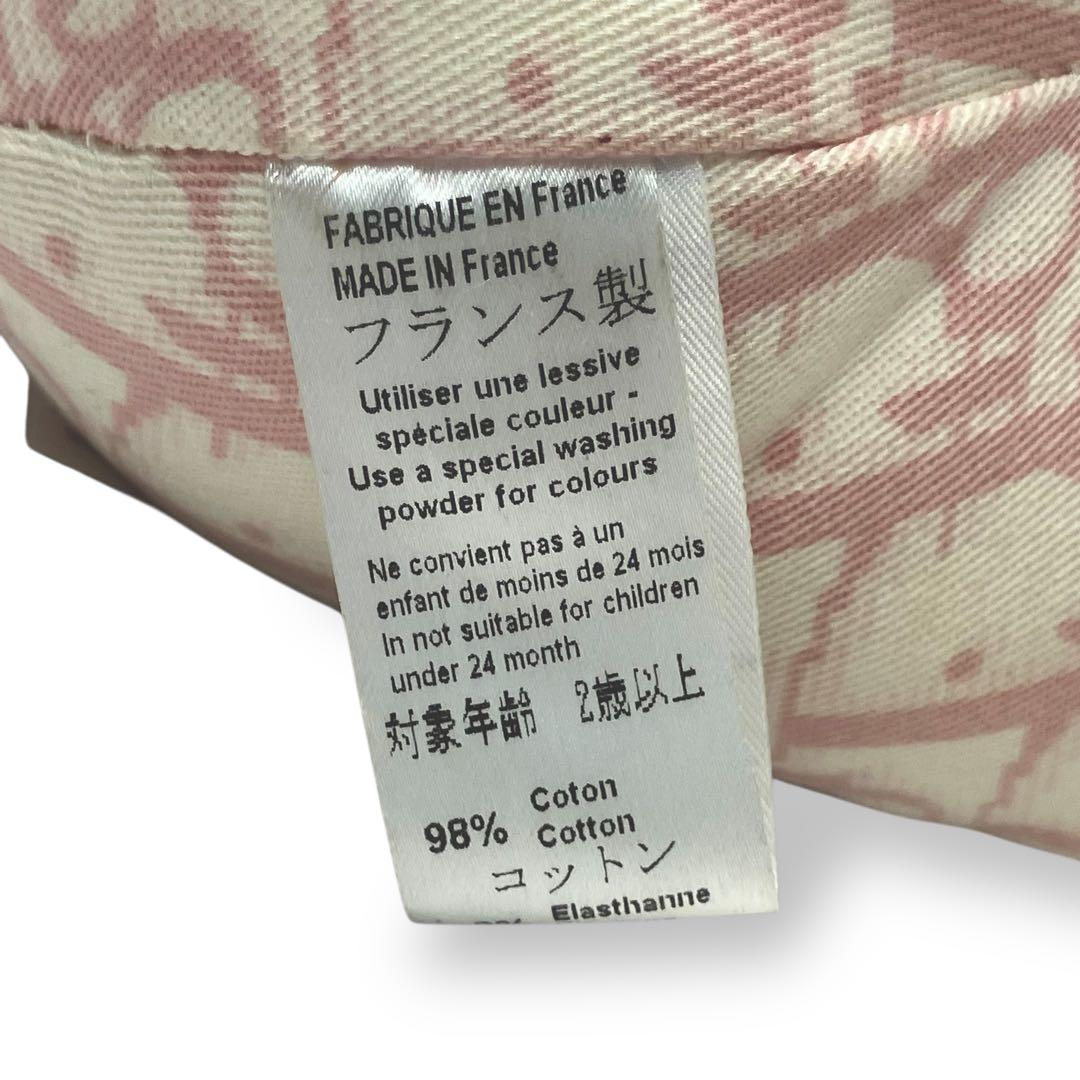 FABRIQUE EN France
MADE IN France
フランス製
Utiliser une lessive
spéciale couleur -
Use a special washing
powder for colours
Ne convient pas à un
enfant de moins de 24 mois
In not suitable for children
under 24 month
対象年齢 2歳以上
Coton
98% Cotton
コットン
Elasthanne